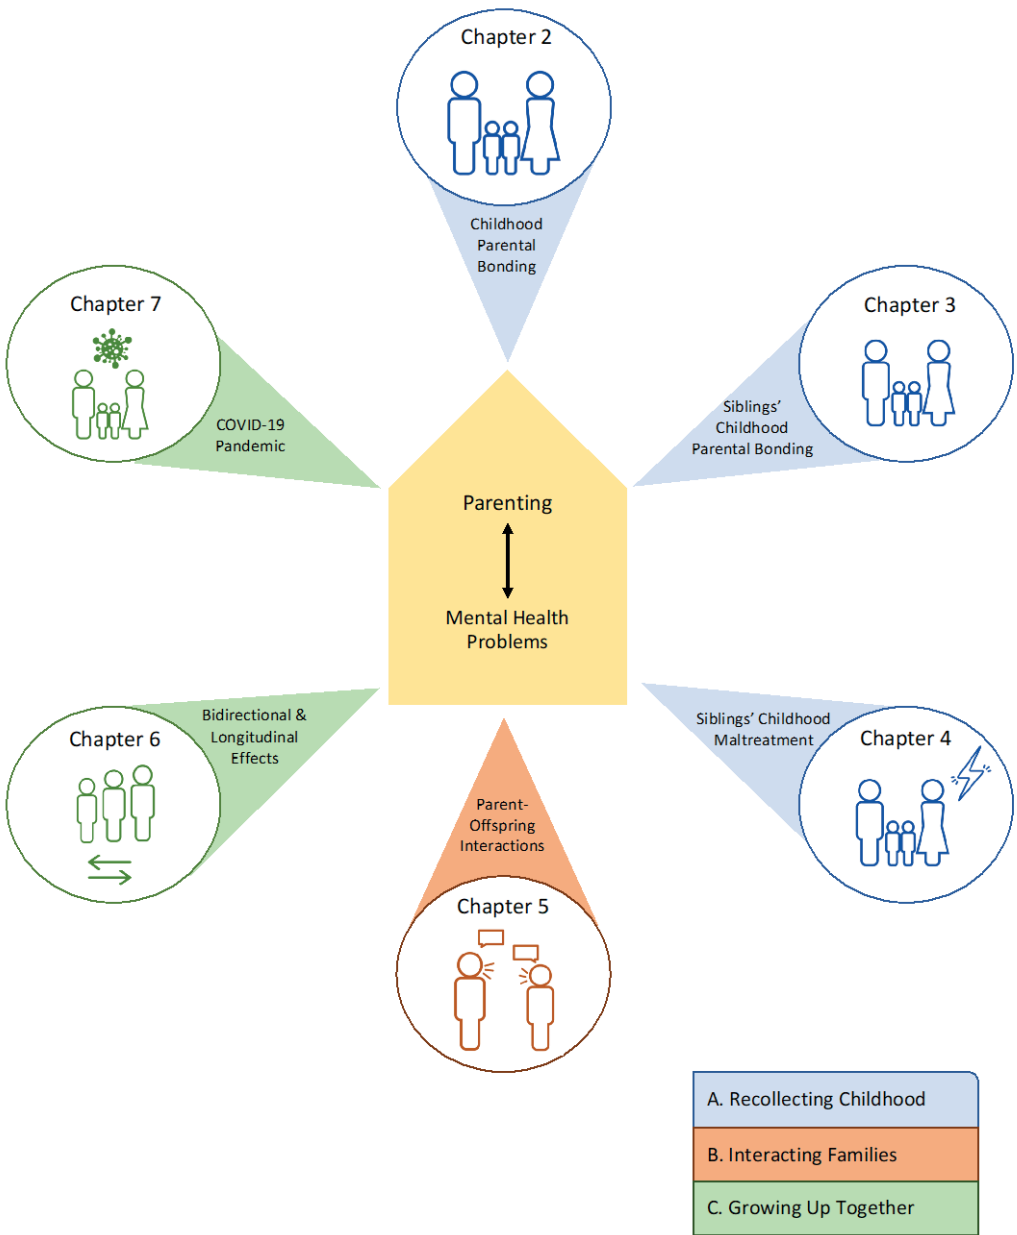 Chapter 2
Childhood
Parental
Bonding
Chapter 3
Siblings’
Childhood
Parental Bonding
Chapter 7
COVID-19
Pandemic
Parenting
Mental Health
Problems
Siblings’ Childhood
Maltreatment
Chapter 4
Chapter 6
Bidirectional &
Longitudinal
Effects
Parent-
Offspring
Interactions
Chapter 5
A. Recollecting Childhood
B. Interacting Families
C. Growing Up Together